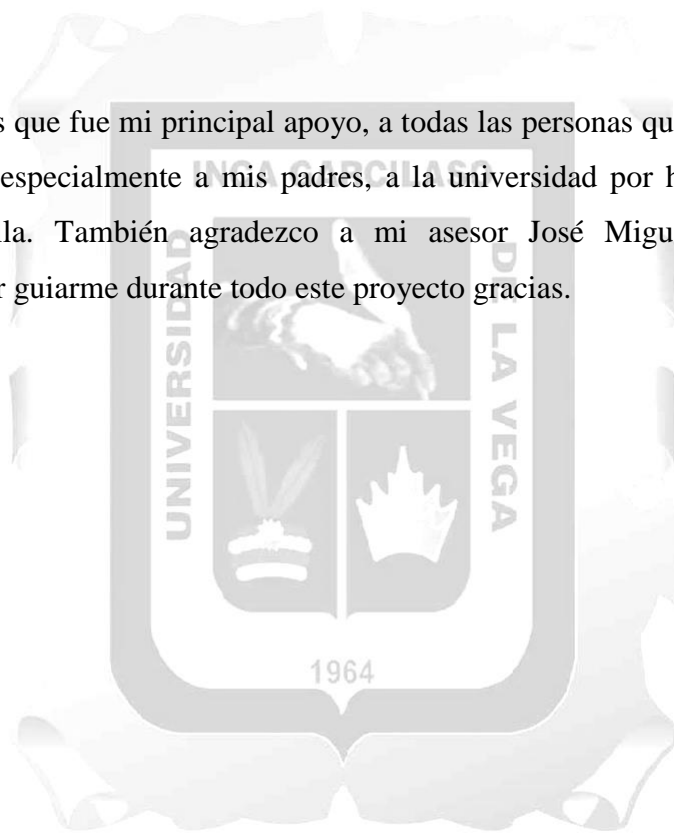 s que fue mi principal apoyo, a todas las personas qu
especialmente a mis padres, a la universidad por h
lla. También agradezco a mi asesor José Migu
r guiarme durante todo este proyecto gracias.
INCA GARCILASO
UNIVERSIDAD
DE LA VEGA
1964